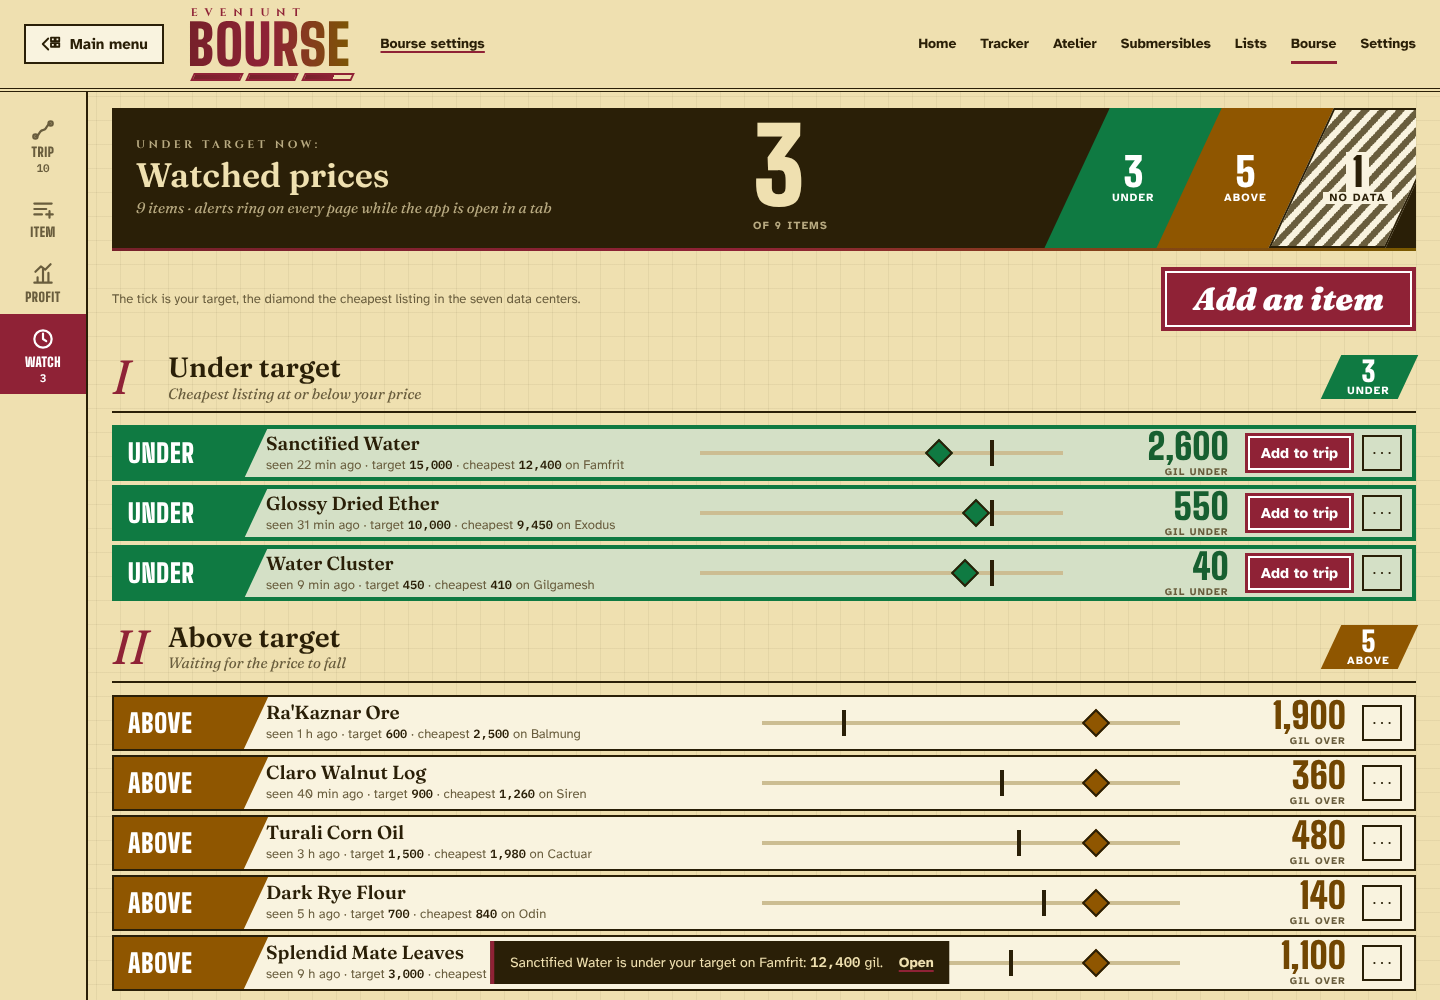 Main menu
EVENIUNT
BOURSE
Bourse settings
Home
Tracker
Atelier
Submersibles
Lists
Bourse
Settings
TRIP
10
ITEM
PROFIT
WATCH
3
UNDER TARGET NOW:
Watched prices
9 items · alerts ring on every page while the app is open in a tab
3
OF 9 ITEMS
3
UNDER
5
ABOVE
1
NO DATA
The tick is your target, the diamond the cheapest listing in the seven data centers.
Add an item
I
Under target
Cheapest listing at or below your price
3
UNDER
UNDER
Sanctified Water
seen 22 min ago · target 15,000 · cheapest 12,400 on Famfrit
2,600
GIL UNDER
Add to trip
...
UNDER
Glossy Dried Ether
seen 31 min ago · target 10,000 · cheapest 9,450 on Exodus
550
GIL UNDER
Add to trip
...
UNDER
Water Cluster
seen 9 min ago · target 450 · cheapest 410 on Gilgamesh
40
GIL UNDER
Add to trip
...
II
Above target
Waiting for the price to fall
5
ABOVE
ABOVE
Ra'Kaznar Ore
seen 1 h ago · target 600 · cheapest 2,500 on Balmung
1,900
GIL OVER
...
ABOVE
Claro Walnut Log
seen 40 min ago · target 900 · cheapest 1,260 on Siren
360
GIL OVER
...
ABOVE
Turali Corn Oil
seen 3 h ago · target 1,500 · cheapest 1,980 on Cactuar
480
GIL OVER
...
ABOVE
Dark Rye Flour
seen 5 h ago · target 700 · cheapest 840 on Odin
140
GIL OVER
...
ABOVE
Splendid Mate Leaves
seen 9 h ago · target 3,000 · cheapest
1,100
GIL OVER
...
Sanctified Water is under your target on Famfrit: 12,400 gil.
Open